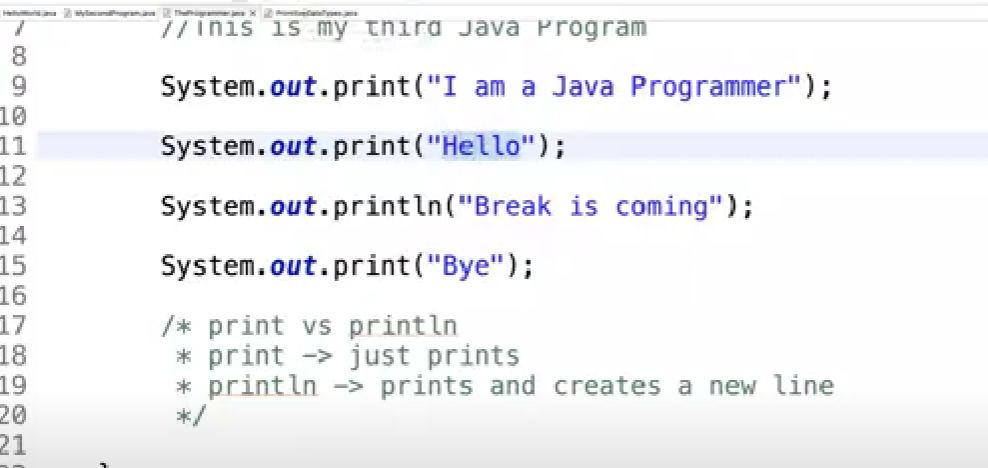 HelloWorld.java MySecondProgram.java TheProgrammer.java PrimitiveDataTypes.java
7 //This is my third Java Program
8
9 System.out.print("I am a Java Programmer");
10
11 System.out.print("Hello");
12
13 System.out.println("Break is coming");
14
15 System.out.print("Bye");
16
17 /* print vs println
18 * print -> just prints
19 * println -> prints and creates a new line
20 */
21